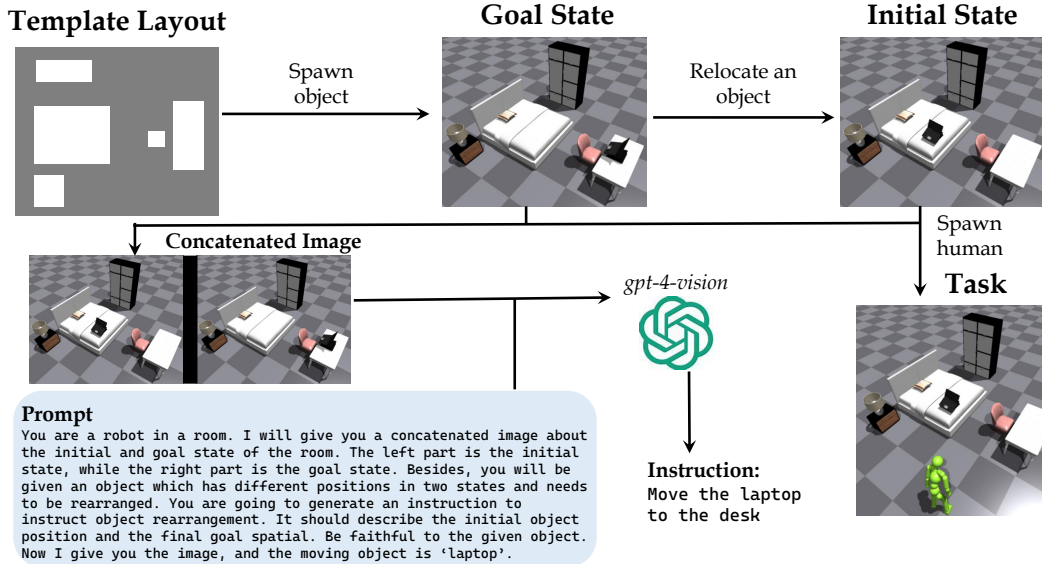 Template Layout
Goal State
Initial State
Spawn
object
Relocate an
object
Concatenated Image
Spawn
human
gpt-4-vision
Task
Prompt
You are a robot in a room. I will give you a concatenated image about
the initial and goal state of the room. The left part is the initial
state, while the right part is the goal state. Besides, you will be
given an object which has different positions in two states and needs
to be rearranged. You are going to generate an instruction to
instruct object rearrangement. It should describe the initial object
position and the final goal spatial. Be faithful to the given object.
Now I give you the image, and the moving object is ‘laptop’.
Instruction:
Move the laptop
to the desk